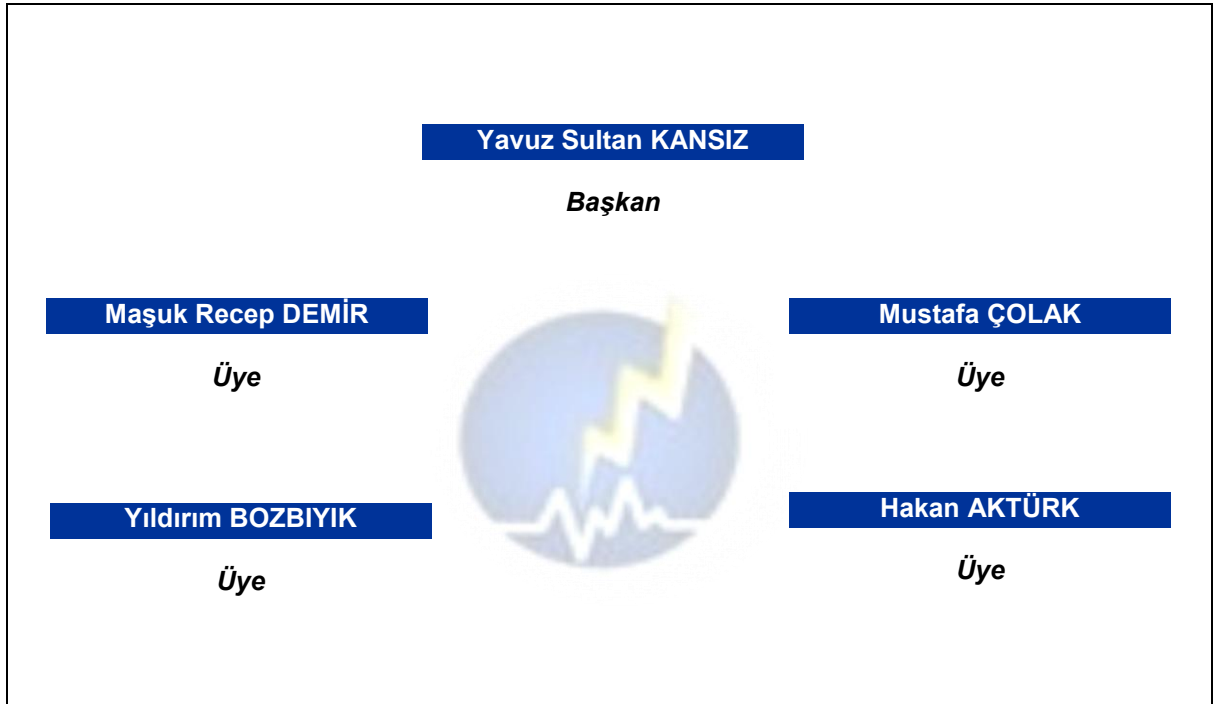 Yavuz Sultan KANSIZ
Başkan
Maşuk Recep DEMİR
Üye
Mustafa ÇOLAK
Üye
Yıldırım BOZBIYIK
Üye
Hakan AKTÜRK
Üye